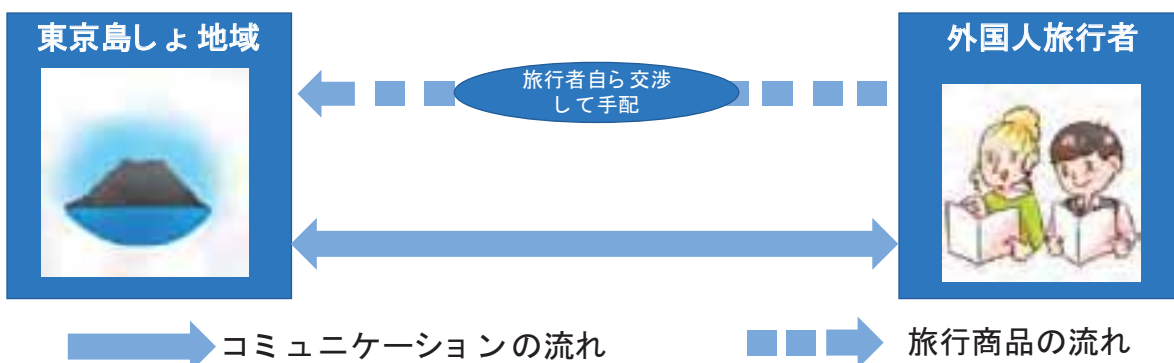 東京島しょ地域
外国人旅行者
旅行者自ら交渉
して手配
コミュニケーションの流れ
旅行商品の流れ